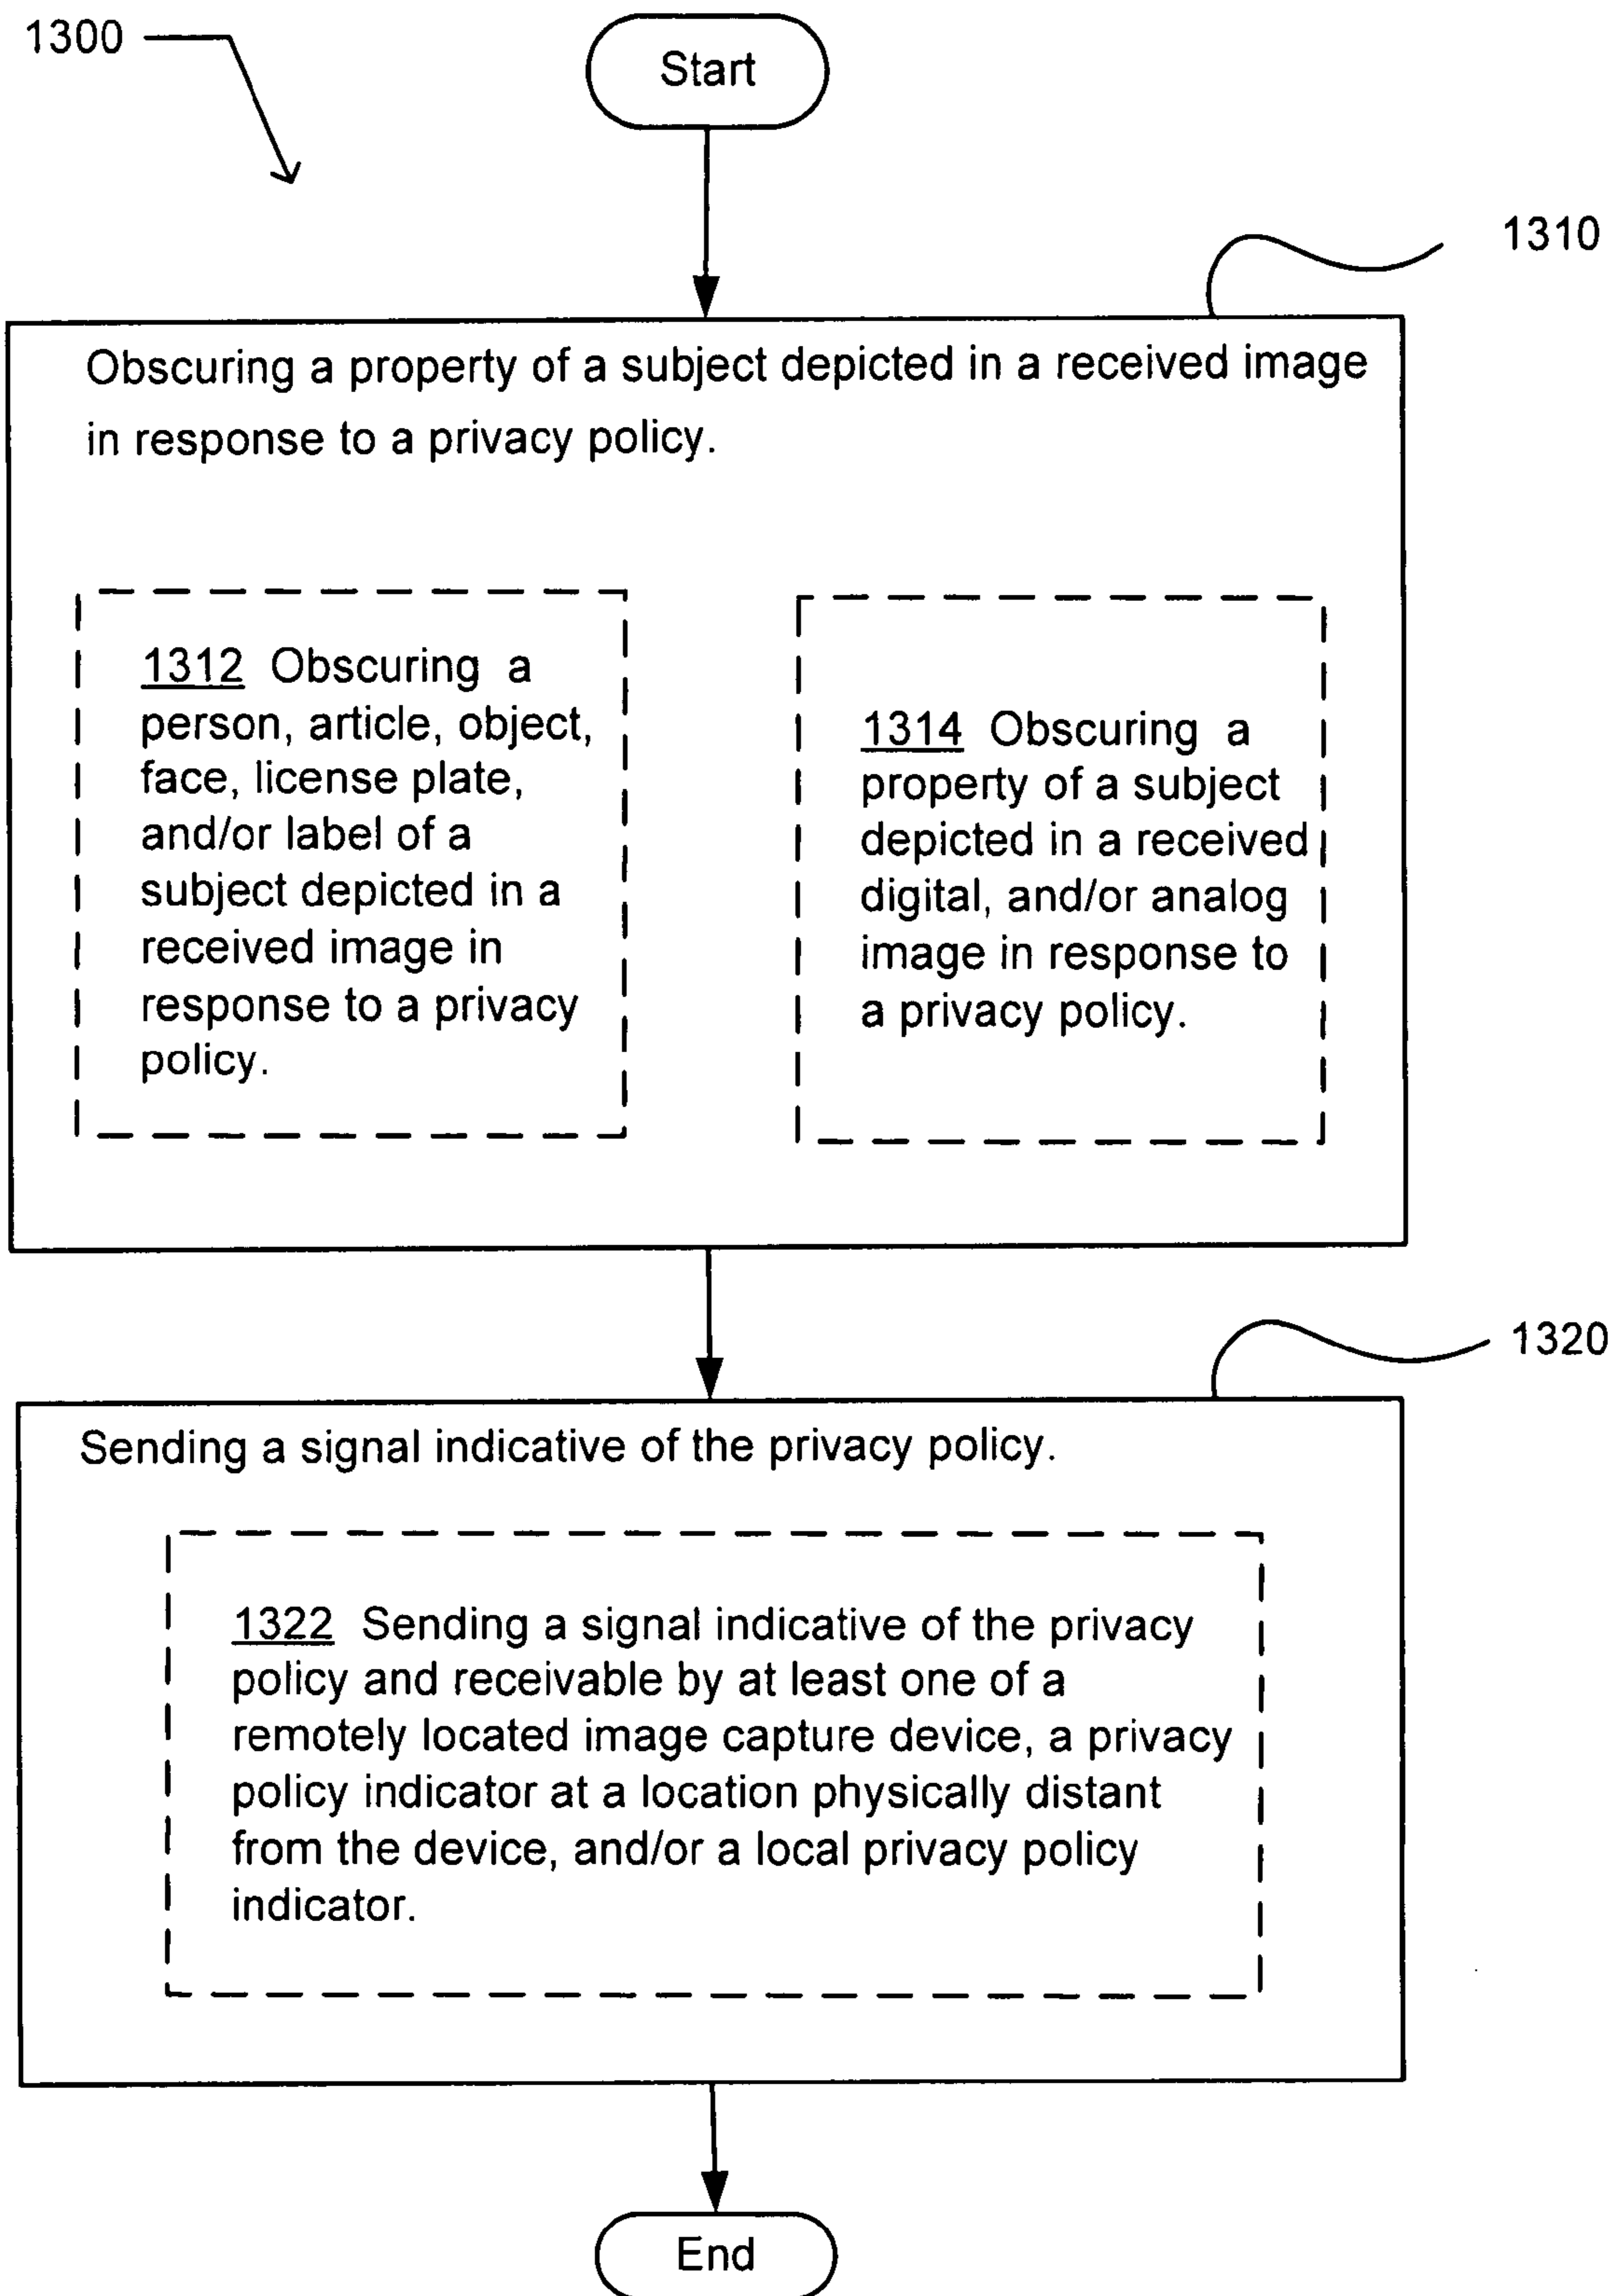 1300
Start
1310
Obscuring a property of a subject depicted in a received image
in response to a privacy policy.
1312 Obscuring a
person, article, object,
face, license plate,
and/or label of a
subject depicted in a
received image in
response to a privacy
policy.
1314 Obscuring a
property of a subject
depicted in a received
digital, and/or analog
image in response to
a privacy policy.
1320
Sending a signal indicative of the privacy policy.
1322 Sending a signal indicative of the privacy
policy and receivable by at least one of a
remotely located image capture device, a privacy
policy indicator at a location physically distant
from the device, and/or a local privacy policy
indicator.
End